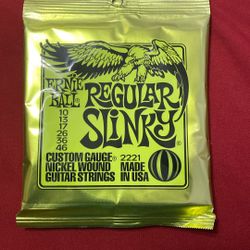 ERNIE BALL
REGULAR
SLINKY
10
13
17
26
36
46
CUSTOM GAUGE
NICKEL WOUND
GUITAR STRINGS
2221
MADE
IN USA